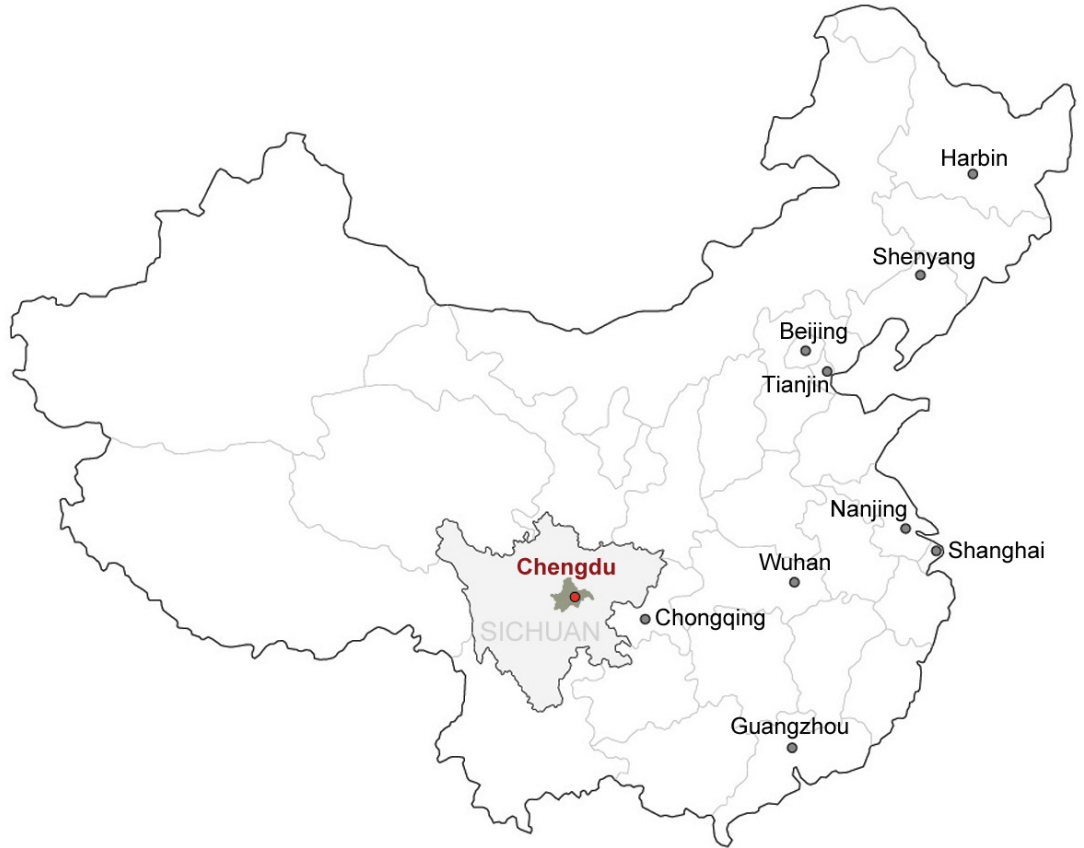 Harbin
Shenyang
Beijing
Tianjin
Nanjing
Shanghai
Wuhan
Chengdu
Chongqing
SICHUAN
Guangzhou